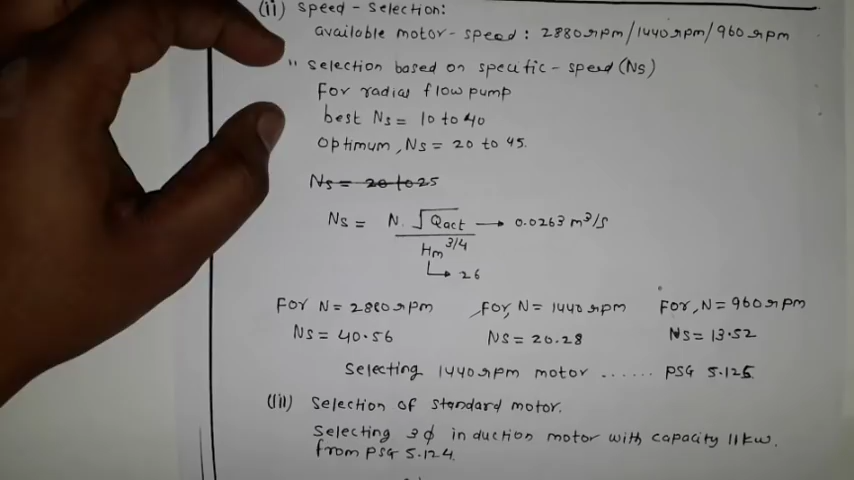 (ii) Speed - Selection:
available motor - speed : 2880 rpm / 1440 rpm / 960 rpm
" Selection based on specific - speed (Ns)
For radial flow pump
best Ns = 10 to 40
Optimum, Ns = 20 to 45.
Ns = 20 to 25
Ns = N. √Qact → 0.0263 m³/s
Hm^3/4
↳ 26
For N = 2880 rpm For, N = 1440 rpm For, N = 960 rpm
Ns = 40.56 Ns = 20.28 Ns = 13.52
Selecting 1440 rpm motor ...... PSG 5.125
(iii) Selection of standard motor.
Selecting 3 ϕ induction motor with capacity 11 kw.
from PSG 5.124.